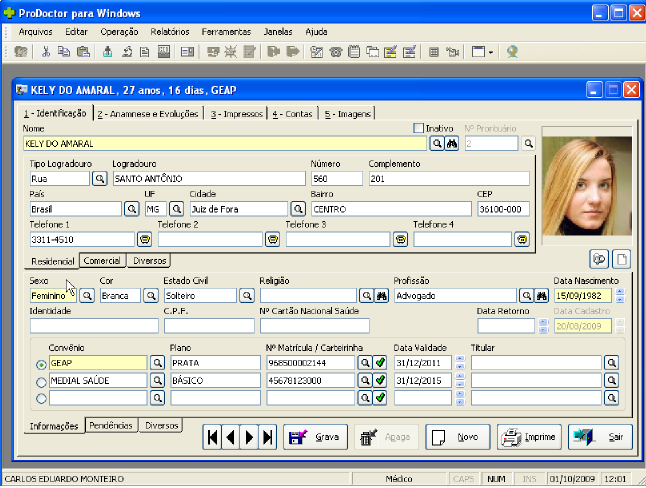 ProDoctor para Windows
Arquivos Editar Operação Relatórios Ferramentas Janelas Ajuda
KELY DO AMARAL, 27 anos, 16 dias, GEAP
1 - Identificação 2 - Anamnese e Evoluções 3 - Impressos 4 - Contas 5 - Imagens
Nome Inativo Nº Prontuário
KELY DO AMARAL 2
Tipo Logradouro Logradouro Número Complemento
Rua SANTO ANTÔNIO 560 201
País UF Cidade Bairro CEP
Brasil MG Juiz de Fora CENTRO 36100-000
Telefone 1 Telefone 2 Telefone 3 Telefone 4
3311-4510
Residencial Comercial Diversos
Sexo Cor Estado Civil Religião Profissão Data Nascimento
Feminino Branca Solteiro Advogado 15/09/1982
Identidade C.P.F. Nº Cartão Nacional Saúde Data Retorno Data Cadastro
20/08/2009
Convênio Plano Nº Matrícula / Carteirinha Data Validade Titular
GEAP PRATA 968500002144 31/12/2011
MEDIAL SAÚDE BÁSICO 45678123000 31/12/2015
Informações Pendências Diversos
Grava Apaga Novo Imprime Sair
CARLOS EDUARDO MONTEIRO Médico CAPS NUM INS 01/10/2009 12:01